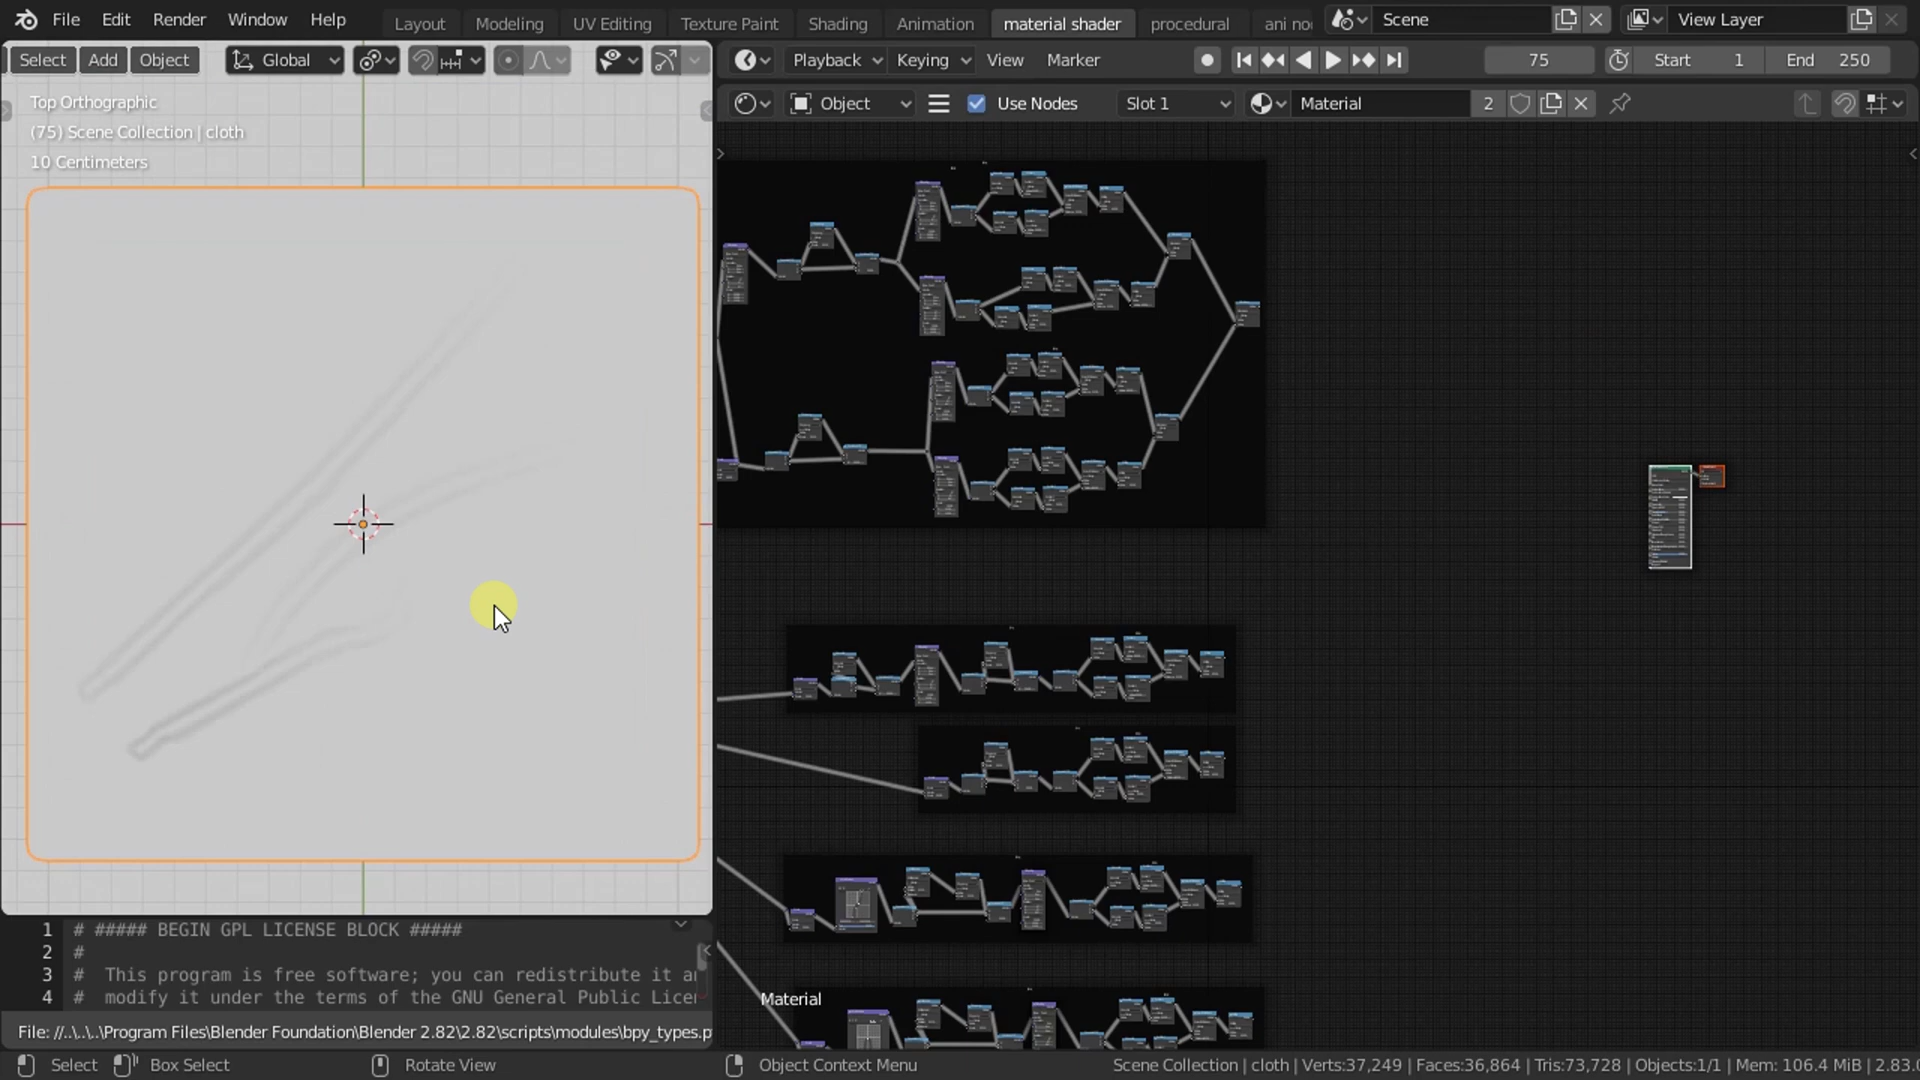 File Edit Render Window Help Layout Modeling UV Editing Texture Paint Shading Animation material shader procedural Scene View Layer
Select Add Object Global Playback Keying View Marker 75 Start 1 End 250
Object Use Nodes Slot 1 Material 2
Top Orthographic
(75) Scene Collection | cloth
10 Centimeters
1 # ##### BEGIN GPL LICENSE BLOCK #####
2 #
3 # This program is free software; you can redistribute it
4 # modify it under the terms of the GNU General Public
Material
File: //..\..\..\Program Files\Blender Foundation\Blender 2.82\2.82\scripts\modules\bpy_types.p
Select Box Select Rotate View Object Context Menu Scene Collection | cloth | Verts:37,249 | Faces:36,864 | Tris:73,728 | Objects:1/1 | Mem: 106.4 MiB | 2.83.